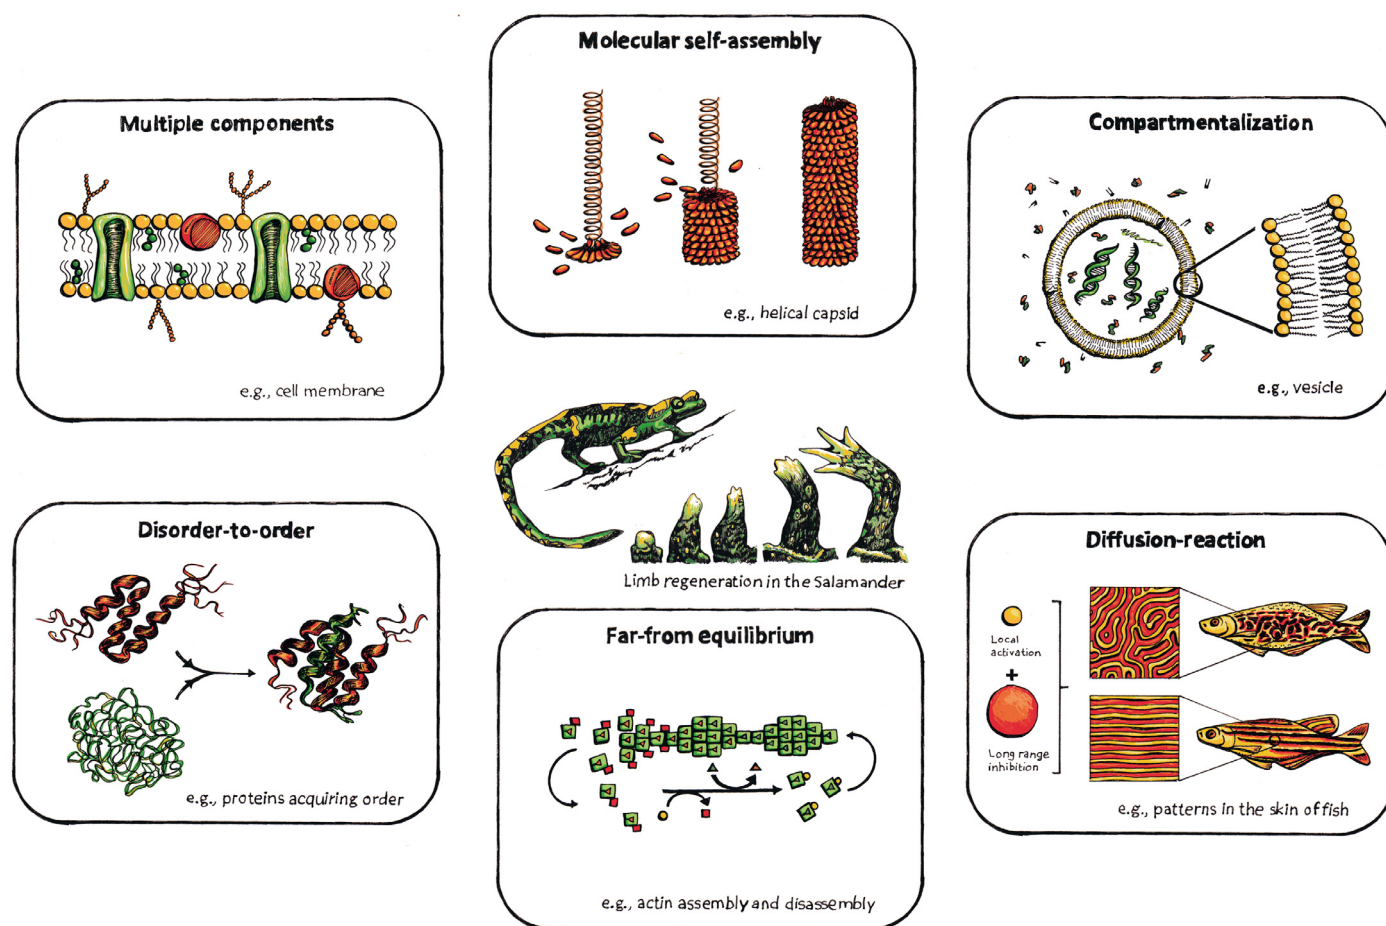 Molecular self-assembly
e.g., helical capsid
Multiple components
e.g., cell membrane
Compartmentalization
e.g., vesicle
Limb regeneration in the Salamander
Disorder-to-order
e.g., proteins acquiring order
Far-from equilibrium
e.g., actin assembly and disassembly
Diffusion-reaction
Local
activation
+
Long range
inhibition
e.g., patterns in the skin of fish